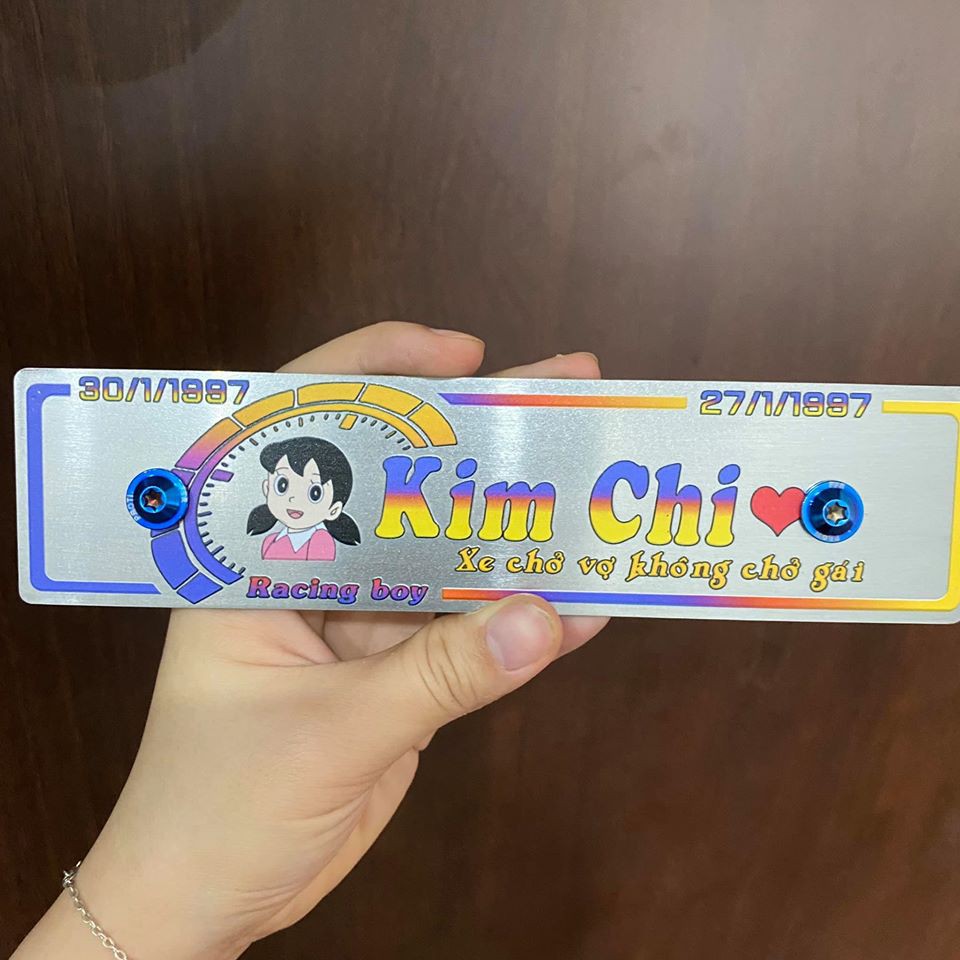 30/1/1997
27/1/1997
Kim Chi
Xe chở vợ không chở gái
Racing boy